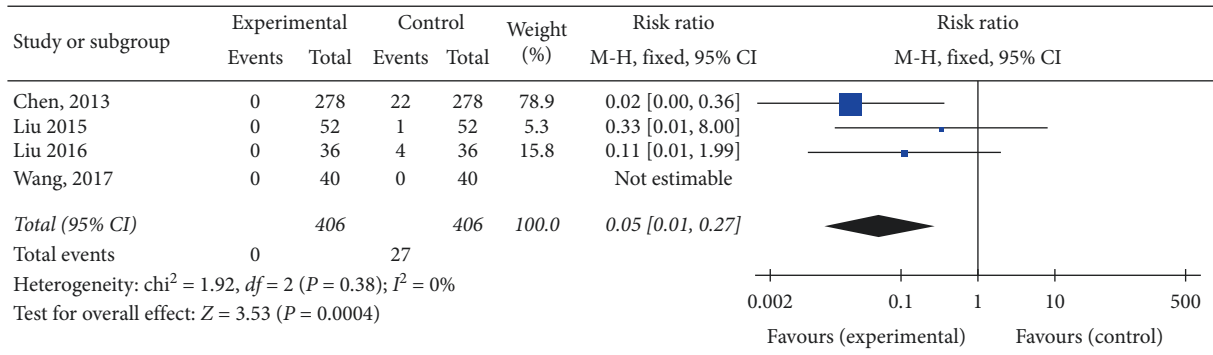 Study or subgroup Experimental Control Weight (%) Risk ratio Risk ratio
Events Total Events Total M-H, fixed, 95% CI M-H, fixed, 95% CI
Chen, 2013 0 278 22 278 78.9 0.02 [0.00, 0.36]
Liu 2015 0 52 1 52 5.3 0.33 [0.01, 8.00]
Liu 2016 0 36 4 36 15.8 0.11 [0.01, 1.99]
Wang, 2017 0 40 0 40 Not estimable
Total (95% CI) 406 406 100.0 0.05 [0.01, 0.27]
Total events 0 27
Heterogeneity: chi² = 1.92, df = 2 (P = 0.38); I² = 0%
Test for overall effect: Z = 3.53 (P = 0.0004)
0.002 0.1 1 10 500
Favours (experimental) Favours (control)